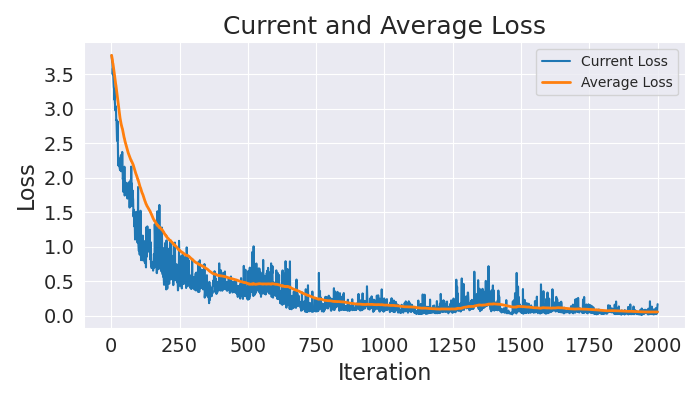 Current and Average Loss
Current Loss
Average Loss
Loss
3.5
3.0
2.5
2.0
1.5
1.0
0.5
0.0
0 250 500 750 1000 1250 1500 1750 2000
Iteration